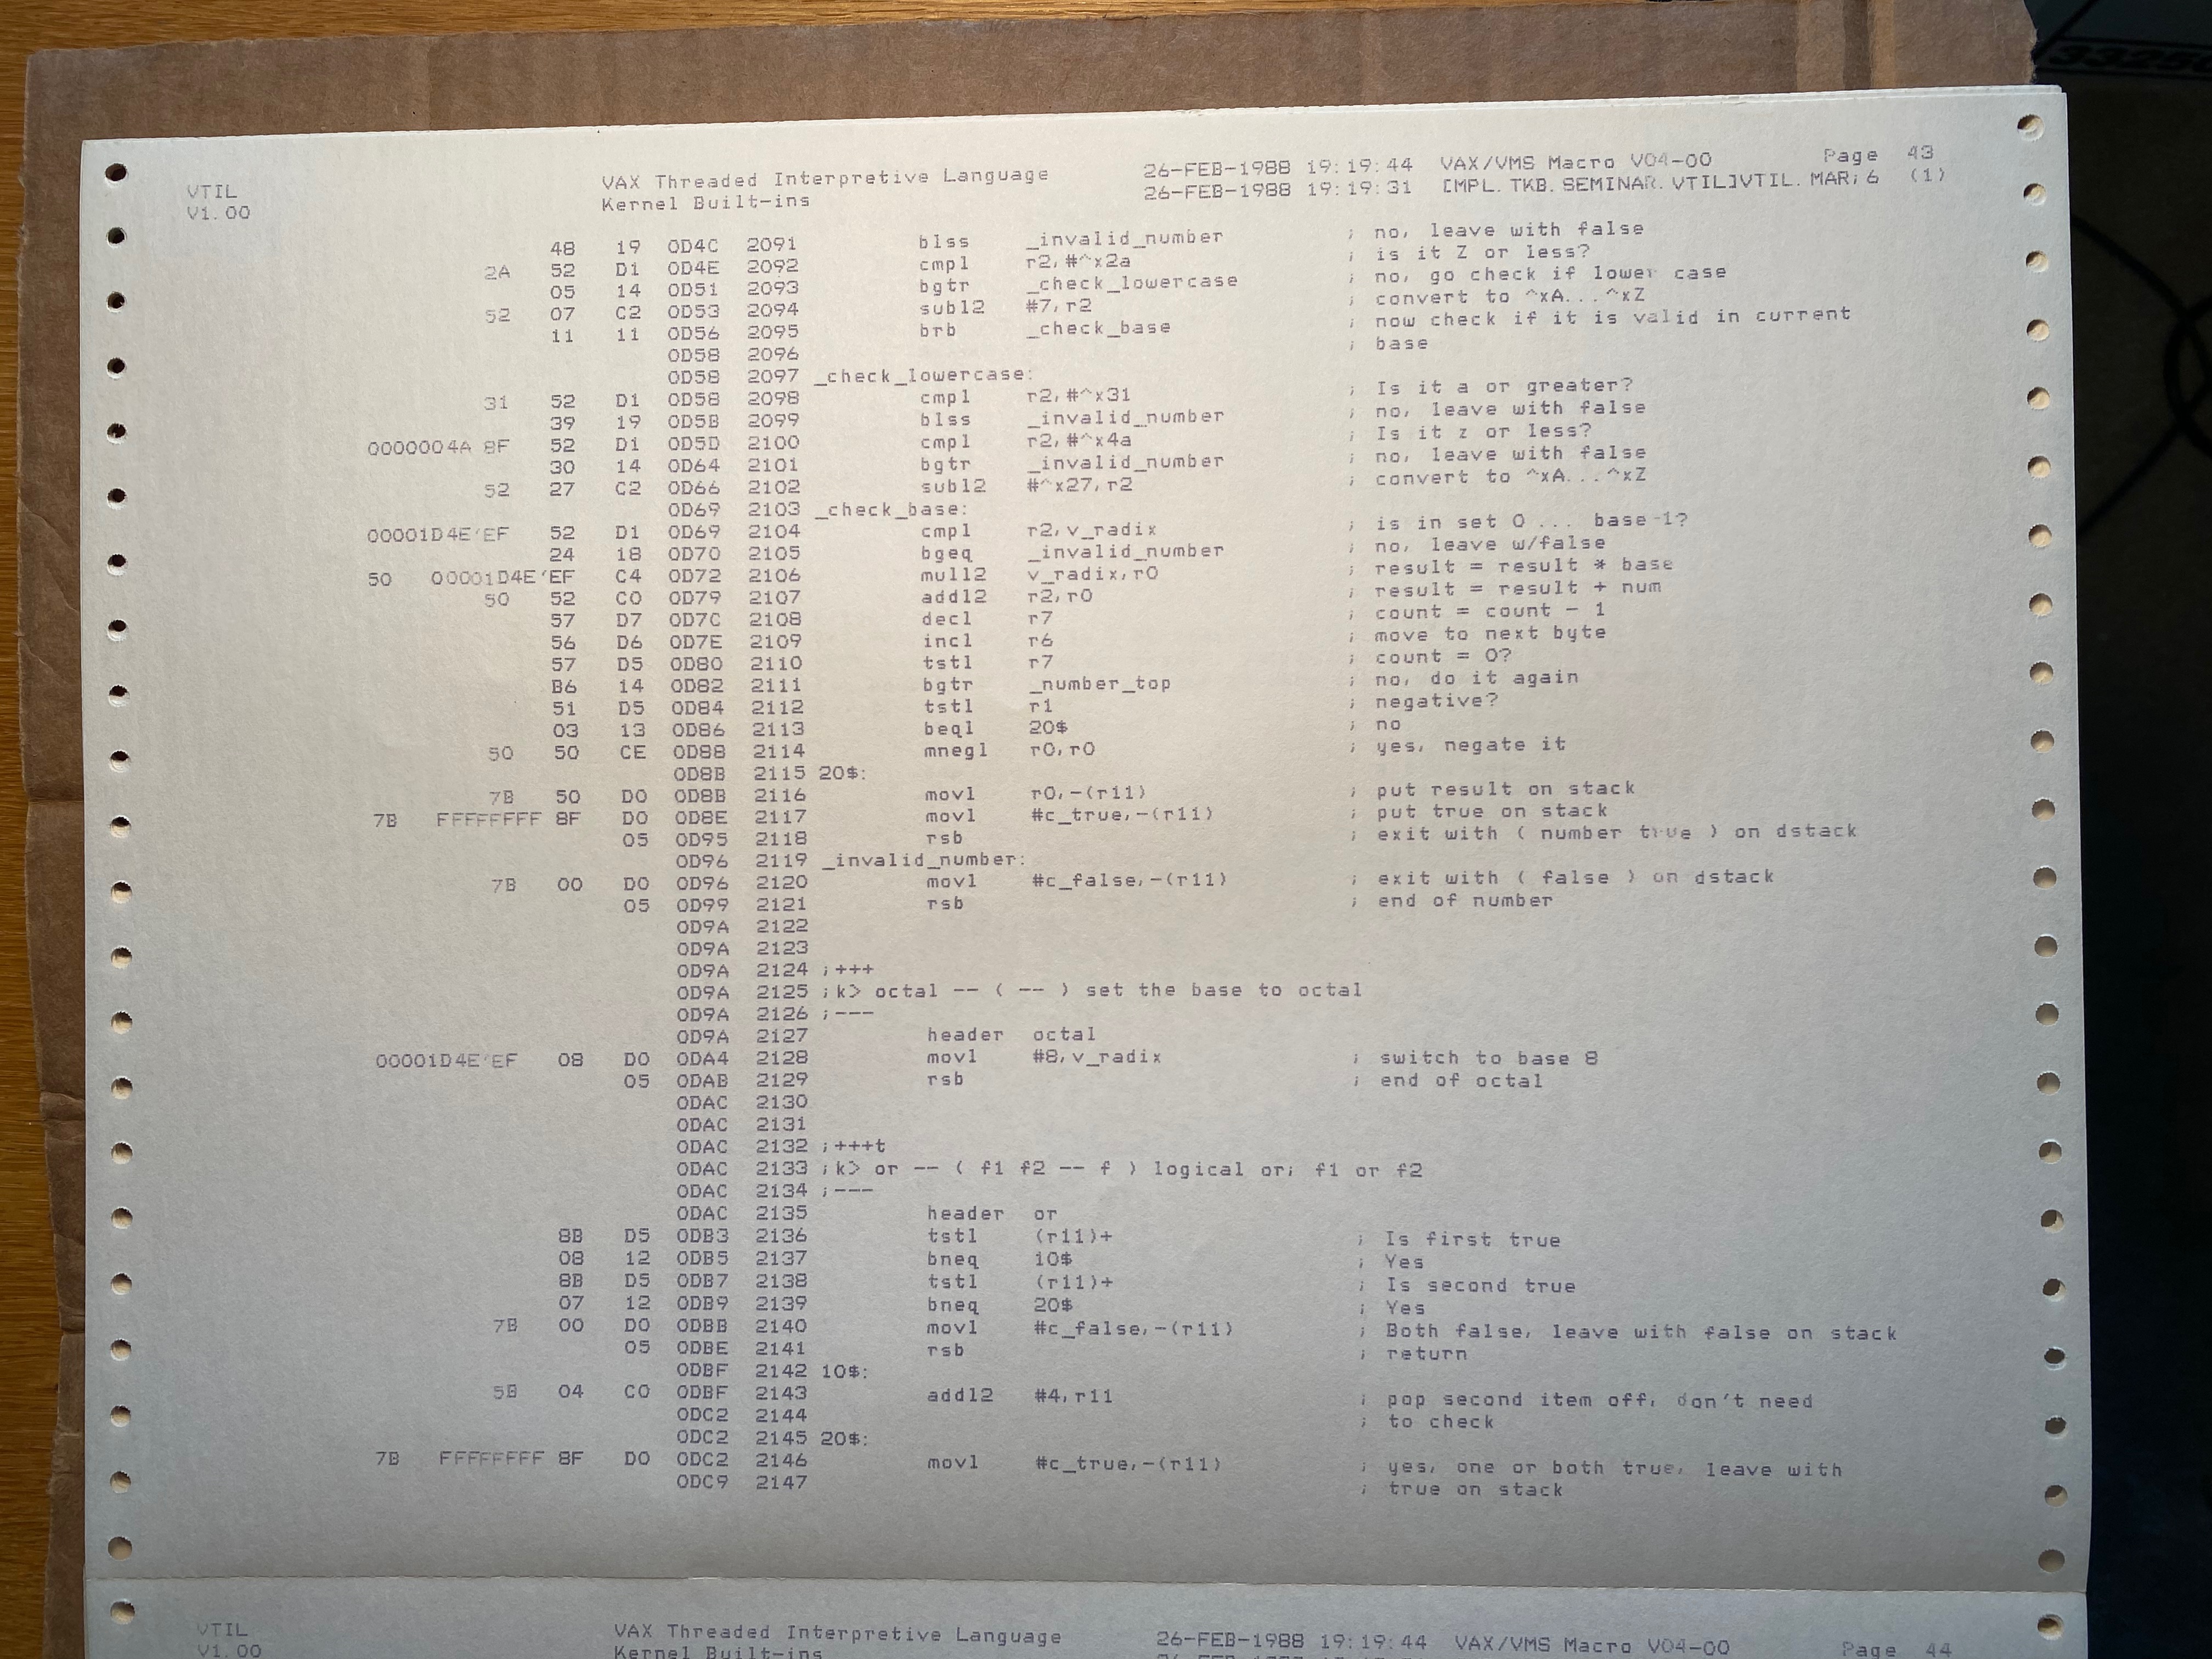 VTIL VAX Threaded Interpretive Language 26-FEB-1988 19:19:44 VAX/VMS Macro V04-00 Page 43
V1.00 Kernel Built-ins 26-FEB-1988 19:19:31 [MPL.TKB.SEMINAR.VTIL]VTIL.MAR;6 (1)
48 19 0D4C 2091 blss _invalid_number ; no, leave with false
2A 52 D1 0D4E 2092 cmpl r2,#^x2a ; is it Z or less?
05 14 0D51 2093 bgtr _check_lowercase ; no, go check if lower case
52 07 C2 0D53 2094 subl2 #7,r2 ; convert to ^xA...^xZ
11 11 0D56 2095 brb _check_base ; now check if it is valid in current
0D58 2096 ; base
0D58 2097 _check_lowercase:
31 52 D1 0D58 2098 cmpl r2,#^x31 ; Is it a or greater?
39 19 0D5B 2099 blss _invalid_number ; no, leave with false
0000004A 8F 52 D1 0D5D 2100 cmpl r2,#^x4a ; Is it z or less?
30 14 0D64 2101 bgtr _invalid_number ; no, leave with false
52 27 C2 0D66 2102 subl2 #^x27,r2 ; convert to ^xA...^xZ
0D69 2103 _check_base:
00001D4E'EF 52 D1 0D69 2104 cmpl r2,v_radix ; is in set 0 ... base-1?
24 18 0D70 2105 bgeq _invalid_number ; no, leave w/false
50 00001D4E'EF C4 0D72 2106 mull2 v_radix,r0 ; result = result * base
50 52 C0 0D79 2107 addl2 r2,r0 ; result = result + num
57 D7 0D7C 2108 decl r7 ; count = count - 1
56 D6 0D7E 2109 incl r6 ; move to next byte
57 D5 0D80 2110 tstl r7 ; count = 0?
B6 14 0D82 2111 bgtr _number_top ; no, do it again
51 D5 0D84 2112 tstl r1 ; negative?
03 13 0D86 2113 beql 20$ ; no
50 50 CE 0D88 2114 mnegl r0,r0 ; yes, negate it
0D8B 2115 20$:
7B 50 D0 0D8B 2116 movl r0,-(r11) ; put result on stack
7B FFFFFFFF 8F D0 0D8E 2117 movl #c_true,-(r11) ; put true on stack
05 0D95 2118 rsb ; exit with ( number true ) on dstack
0D96 2119 _invalid_number:
7B 00 D0 0D96 2120 movl #c_false,-(r11) ; exit with ( false ) on dstack
05 0D99 2121 rsb ; end of number
0D9A 2122
0D9A 2123
0D9A 2124 ;+++
0D9A 2125 ;k> octal -- ( -- ) set the base to octal
0D9A 2126 ;---
0D9A 2127 header octal
00001D4E'EF 08 D0 0DA4 2128 movl #8,v_radix ; switch to base 8
05 0DAB 2129 rsb ; end of octal
0DAC 2130
0DAC 2131
0DAC 2132 ;+++t
0DAC 2133 ;k> or -- ( f1 f2 -- f ) logical or; f1 or f2
0DAC 2134 ;---
0DAC 2135 header or
8B D5 0DB3 2136 tstl (r11)+ ; Is first true
08 12 0DB5 2137 bneq 10$ ; Yes
8B D5 0DB7 2138 tstl (r11)+ ; Is second true
07 12 0DB9 2139 bneq 20$ ; Yes
7B 00 D0 0DBB 2140 movl #c_false,-(r11) ; Both false, leave with false on stack
05 0DBE 2141 rsb ; return
0DBF 2142 10$:
5B 04 C0 0DBF 2143 addl2 #4,r11 ; pop second item off, don't need
0DC2 2144 ; to check
0DC2 2145 20$:
7B FFFFFFFF 8F D0 0DC2 2146 movl #c_true,-(r11) ; yes, one or both true, leave with
0DC9 2147 ; true on stack
VTIL VAX Threaded Interpretive Language 26-FEB-1988 19:19:44 VAX/VMS Macro V04-00 Page 44
V1.00 Kernel Built-ins